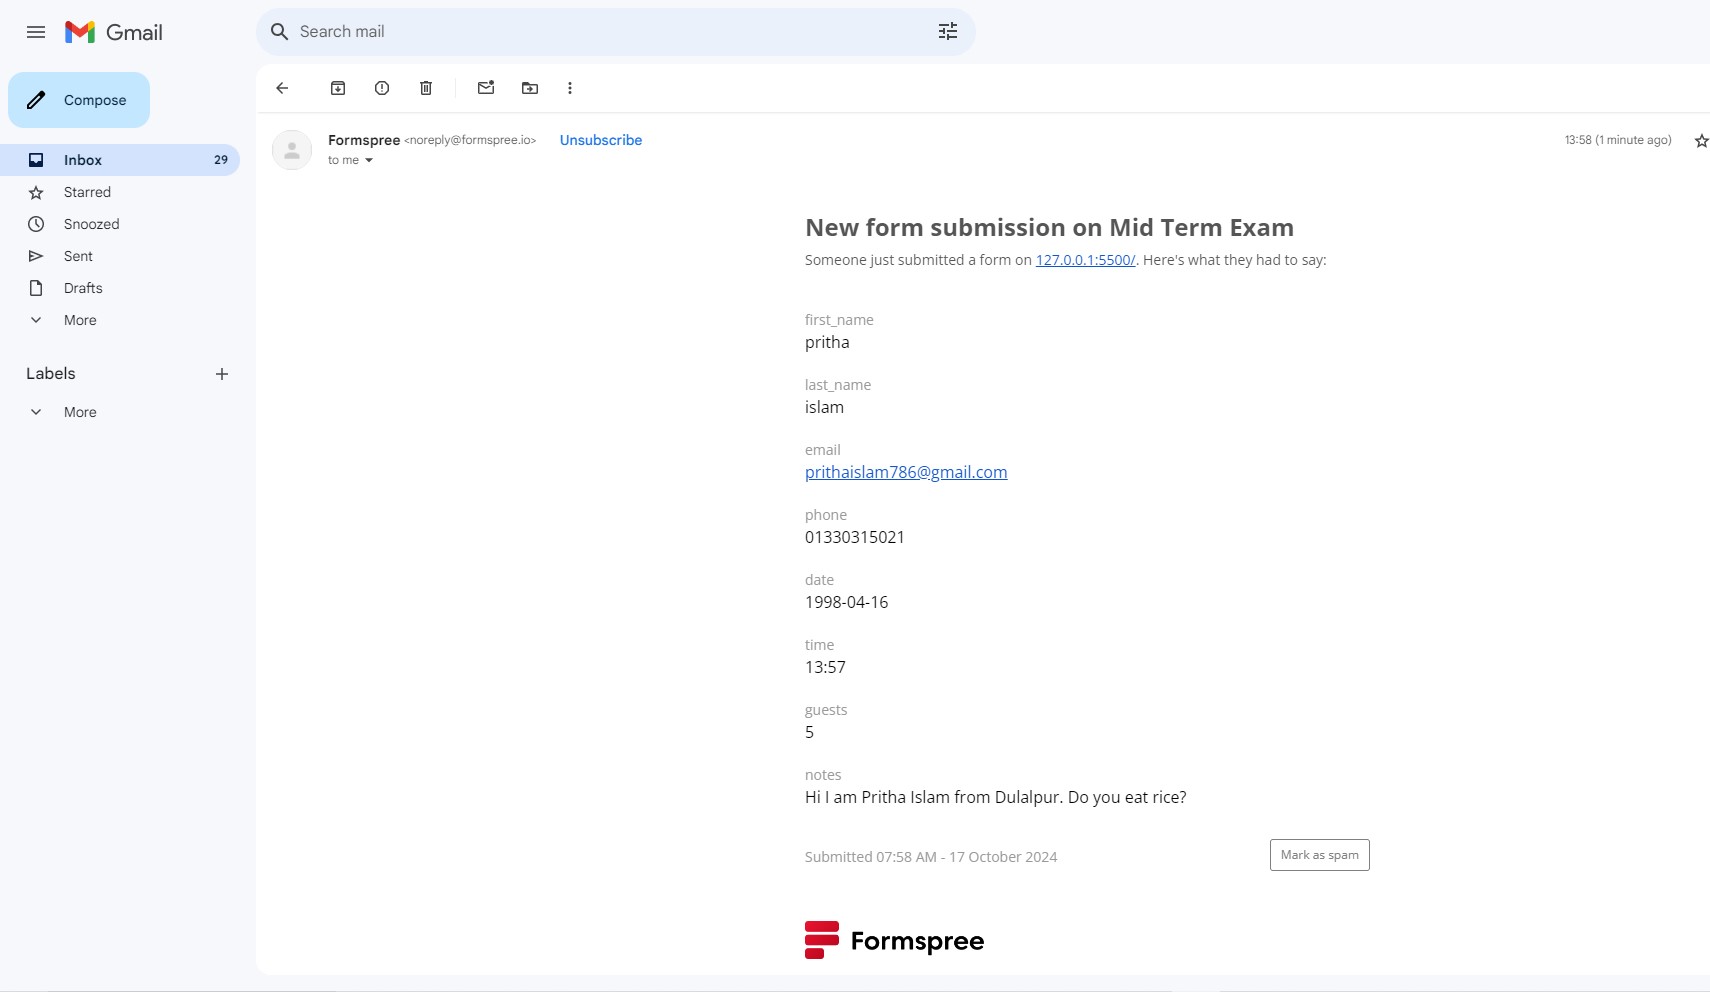 Gmail
Search mail
Compose
Inbox 29
Starred
Snoozed
Sent
Drafts
More
Labels
More
Formspree <noreply@formspree.io> Unsubscribe 13:58 (1 minute ago)
to me
New form submission on Mid Term Exam
Someone just submitted a form on 127.0.0.1:5500/. Here's what they had to say:
first_name
pritha
last_name
islam
email
prithaislam786@gmail.com
phone
01330315021
date
1998-04-16
time
13:57
guests
5
notes
Hi I am Pritha Islam from Dulalpur. Do you eat rice?
Submitted 07:58 AM - 17 October 2024 Mark as spam
Formspree